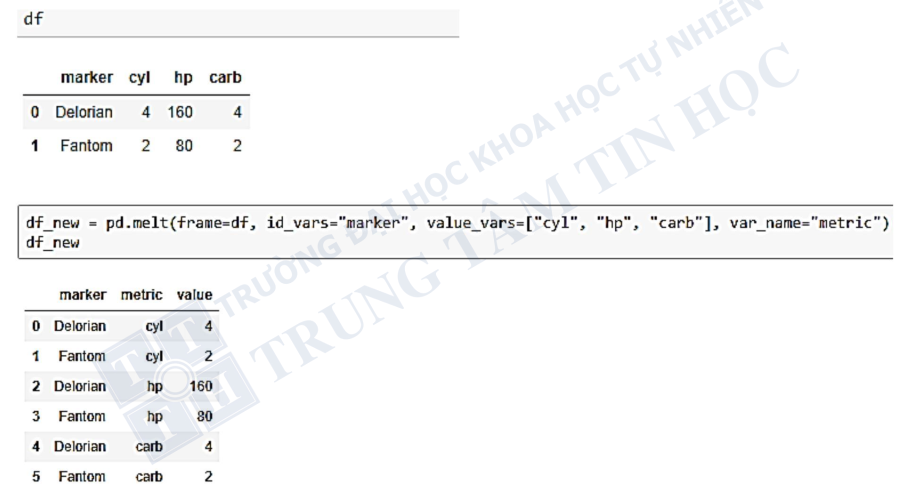 df
marker cyl hp carb
0 Delorian 4 160 4
1 Fantom 2 80 2
df_new = pd.melt(frame=df, id_vars="marker", value_vars=["cyl", "hp", "carb"], var_name="metric")
df_new
marker metric value
0 Delorian cyl 4
1 Fantom cyl 2
2 Delorian hp 160
3 Fantom hp 80
4 Delorian carb 4
5 Fantom carb 2
TRƯỜNG ĐẠI HỌC KHOA HỌC TỰ NHIÊN
TRUNG TÂM TIN HỌC